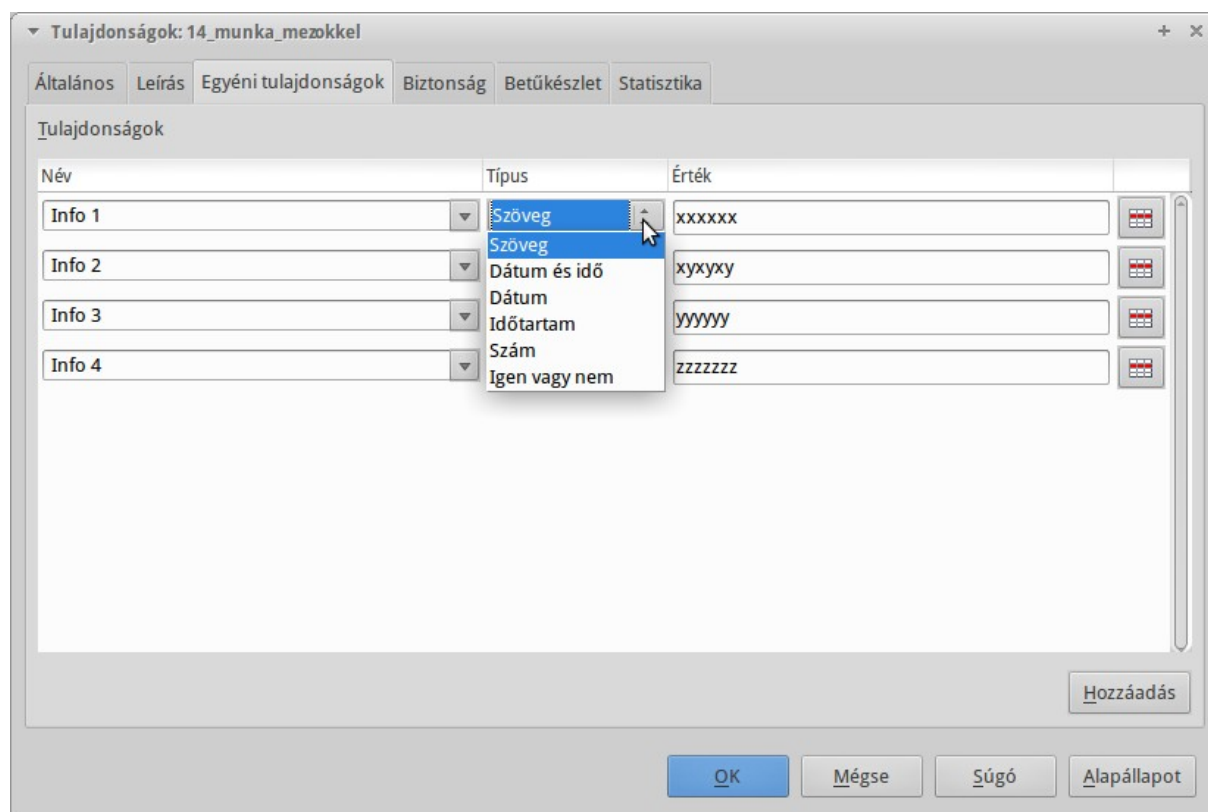 Tulajdonságok: 14_munka_mezokkel
Általános Leírás Egyéni tulajdonságok Biztonság Betűkészlet Statisztika
Tulajdonságok
Név Típus Érték
Info 1 Szöveg xxxxxx
Szöveg
Info 2 Dátum és idő xyxyxy
Dátum
Info 3 Időtartam yyyyyy
Szám
Info 4 Igen vagy nem zzzzzzz
Hozzáadás
OK Mégse Súgó Alapállapot